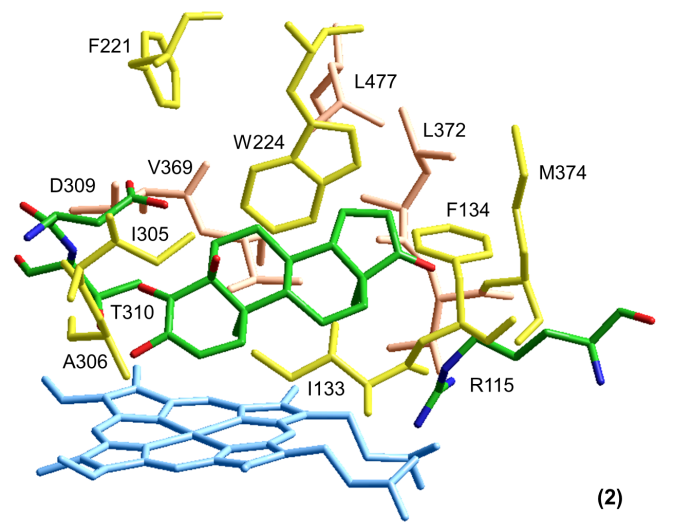 F221
L477
L372
W224
M374
V369
D309
F134
I305
T310
A306
I133
R115
(2)